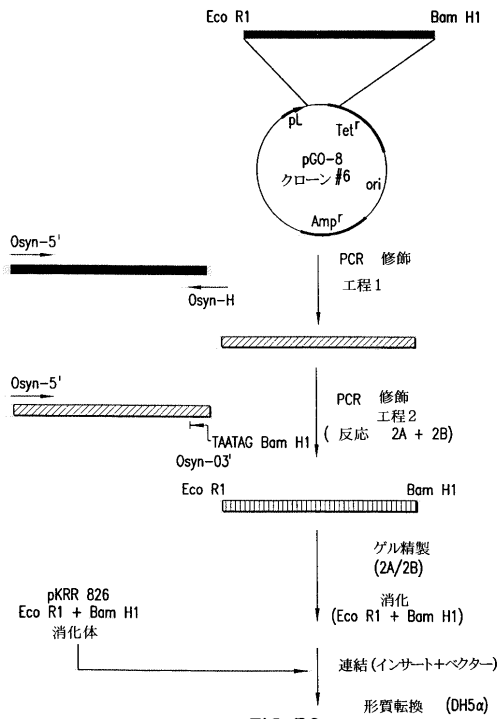 Eco R1
Bam H1
pL
Tetʳ
pGO-8
クローン #6
ori
Ampʳ
Osyn-5'
Osyn-H
PCR 修飾
工程1
Osyn-5'
TAATAG Bam H1
Osyn-03'
PCR 修飾
工程2
( 反応 2A + 2B)
Eco R1
Bam H1
ゲル精製
(2A/2B)
消化
(Eco R1 + Bam H1)
pKRR 826
Eco R1 + Bam H1
消化体
連結(インサート+ベクター)
形質転換 (DH5α)